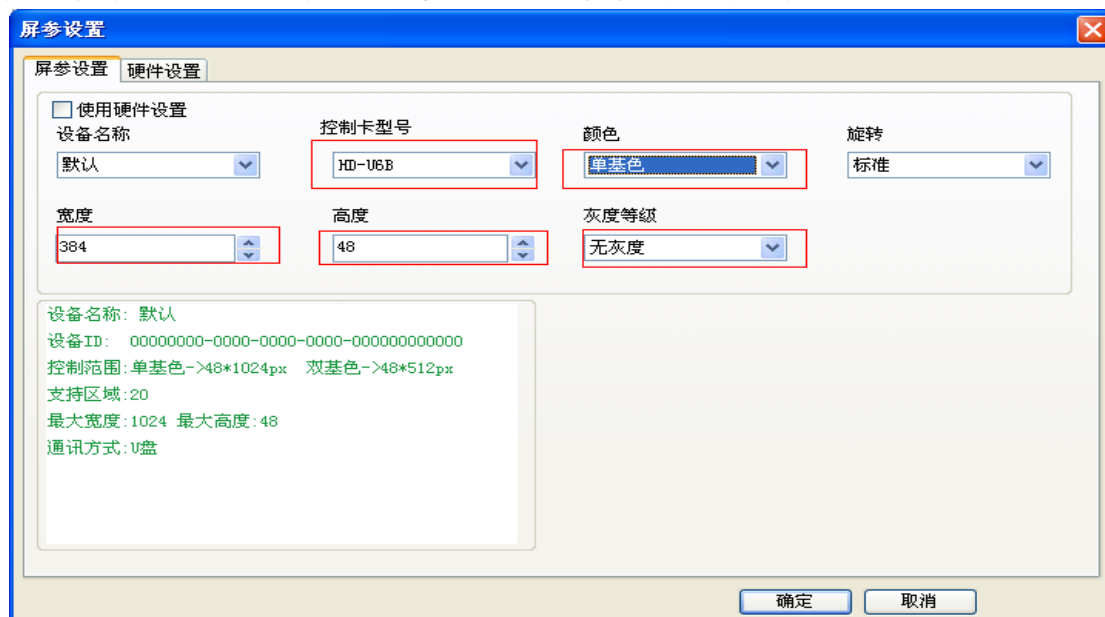 屏参设置
屏参设置 硬件设置
使用硬件设置
设备名称 控制卡型号 颜色 旋转
默认 HD-U6B 单基色 标准
宽度 高度 灰度等级
384 48 无灰度
设备名称: 默认
设备ID: 00000000-0000-0000-0000-000000000000
控制范围:单基色->48*1024px 双基色->48*512px
支持区域:20
最大宽度:1024 最大高度:48
通讯方式:U盘
确定 取消